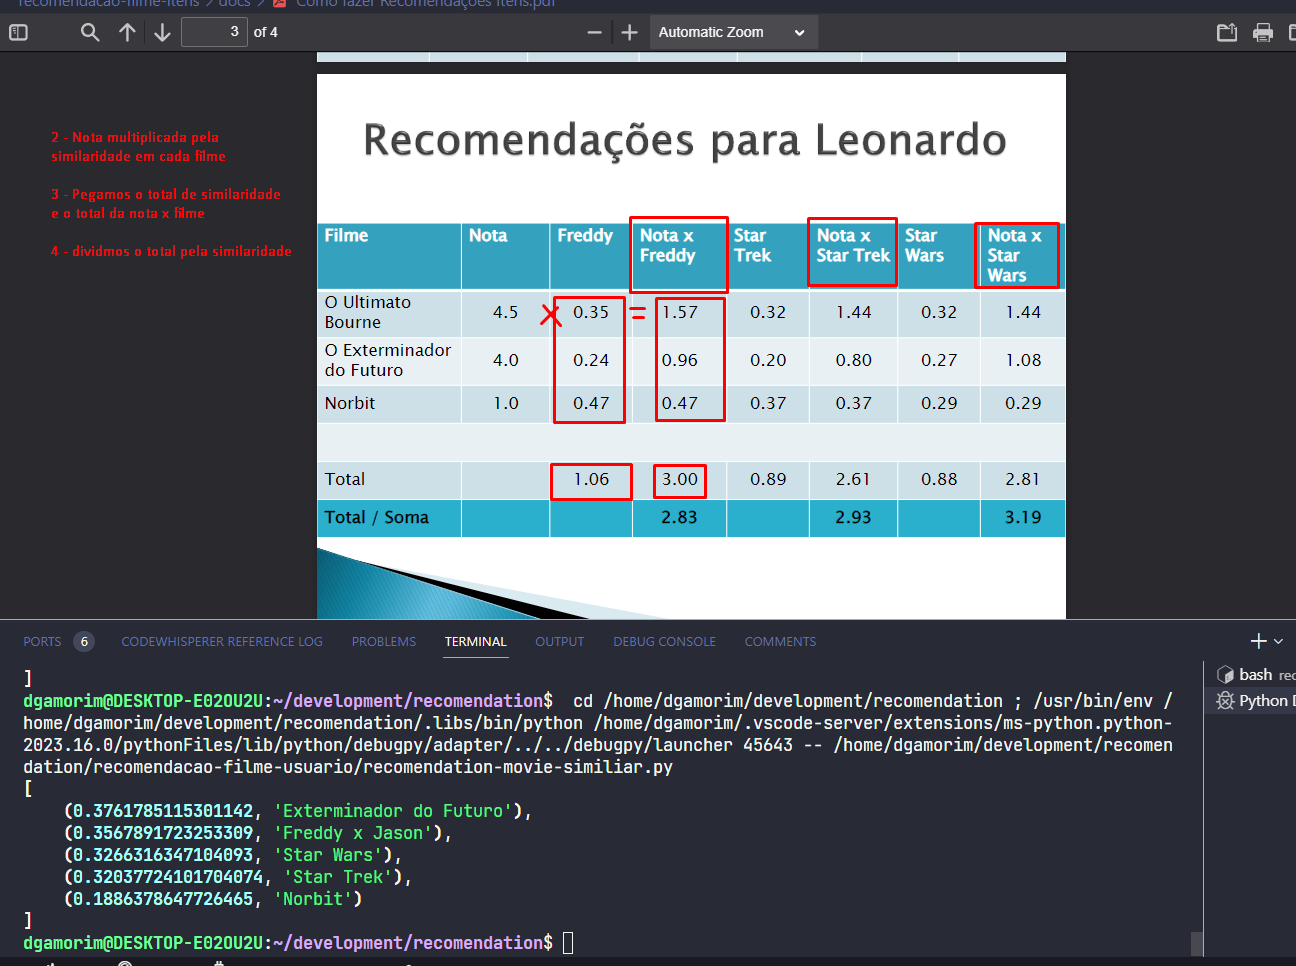 recomendacao-filme-itens > docs > Como fazer Recomendações Itens.pdf
3 of 4
Automatic Zoom
2 - Nota multiplicada pela
similaridade em cada filme
3 - Pegamos o total de similaridade
e o total da nota x filme
4 - dividmos o total pela similaridade
Recomendações para Leonardo
Filme Nota Freddy Nota x Freddy Star Trek Nota x Star Trek Star Wars Nota x Star Wars
O Ultimato Bourne 4.5 0.35 1.57 0.32 1.44 0.32 1.44
O Exterminador do Futuro 4.0 0.24 0.96 0.20 0.80 0.27 1.08
Norbit 1.0 0.47 0.47 0.37 0.37 0.29 0.29
Total 1.06 3.00 0.89 2.61 0.88 2.81
Total / Soma 2.83 2.93 3.19
PORTS 6 CODEWHISPERER REFERENCE LOG PROBLEMS TERMINAL OUTPUT DEBUG CONSOLE COMMENTS
]
dgamorim@DESKTOP-E02OU2U:~/development/recomendation$ cd /home/dgamorim/development/recomendation ; /usr/bin/env /
home/dgamorim/development/recomendation/.libs/bin/python /home/dgamorim/.vscode-server/extensions/ms-python.python-
2023.16.0/pythonFiles/lib/python/debugpy/adapter/../../debugpy/launcher 45643 -- /home/dgamorim/development/recomen
dation/recomendacao-filme-usuario/recomendation-movie-similiar.py
[
(0.3761785115301142, 'Exterminador do Futuro'),
(0.3567891723253309, 'Freddy x Jason'),
(0.3266316347104093, 'Star Wars'),
(0.32037724101704074, 'Star Trek'),
(0.1886378647726465, 'Norbit')
]
dgamorim@DESKTOP-E02OU2U:~/development/recomendation$
bash rec
Python D